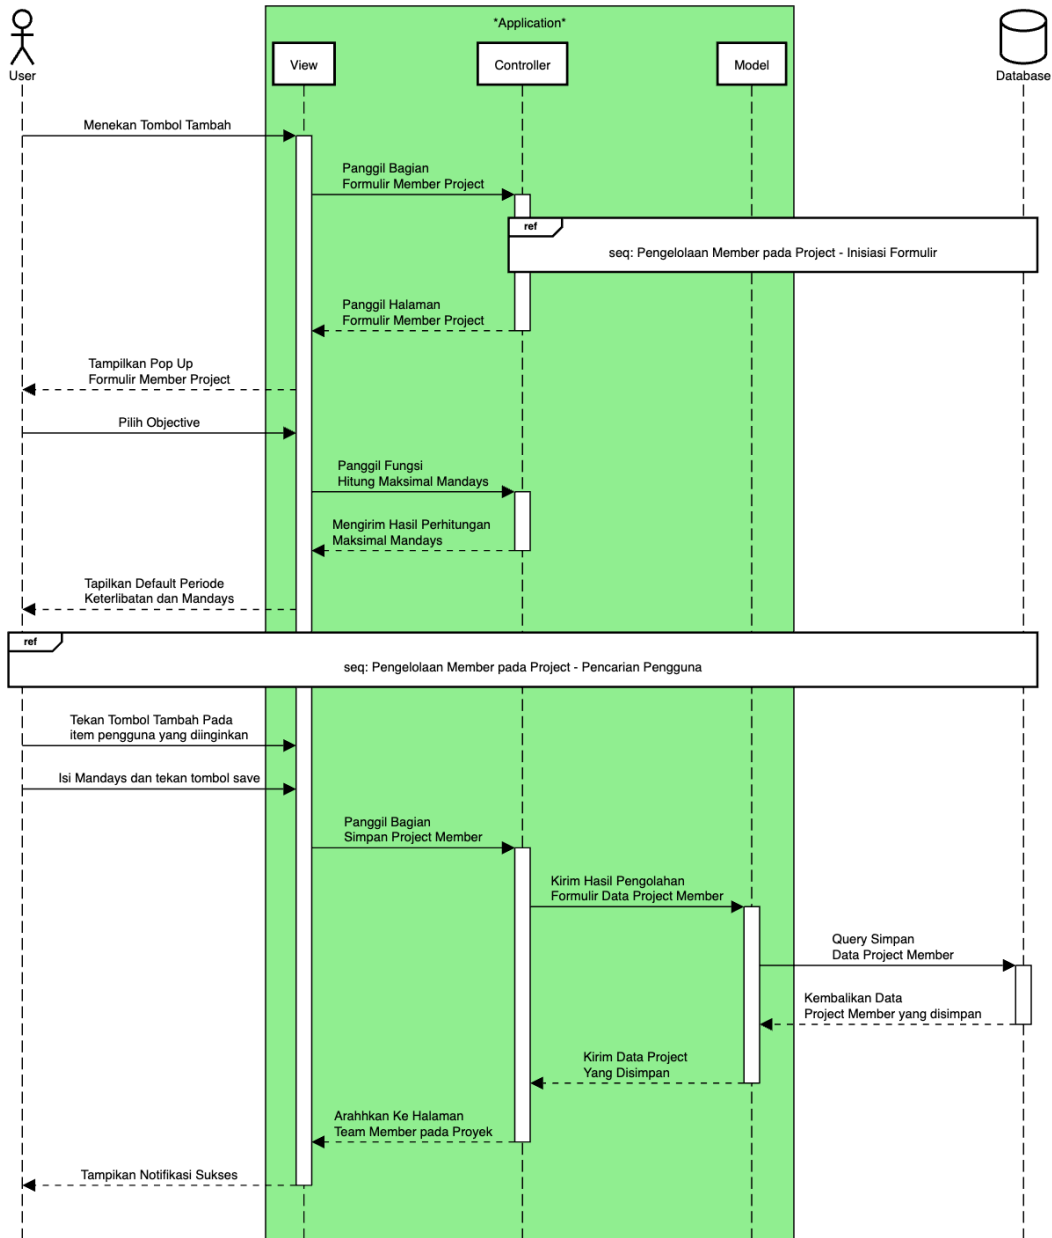 *Application*
User
View
Controller
Model
Database
Menekan Tombol Tambah
Panggil Bagian
Formulir Member Project
ref
seq: Pengelolaan Member pada Project - Inisiasi Formulir
Panggil Halaman
Formulir Member Project
Tampilkan Pop Up
Formulir Member Project
Pilih Objective
Panggil Fungsi
Hitung Maksimal Mandays
Mengirim Hasil Perhitungan
Maksimal Mandays
Tapilkan Default Periode
Keterlibatan dan Mandays
ref
seq: Pengelolaan Member pada Project - Pencarian Pengguna
Tekan Tombol Tambah Pada
item pengguna yang diinginkan
Isi Mandays dan tekan tombol save
Panggil Bagian
Simpan Project Member
Kirim Hasil Pengolahan
Formulir Data Project Member
Query Simpan
Data Project Member
Kembalikan Data
Project Member yang disimpan
Kirim Data Project
Yang Disimpan
Arahhkan Ke Halaman
Team Member pada Proyek
Tampikan Notifikasi Sukses